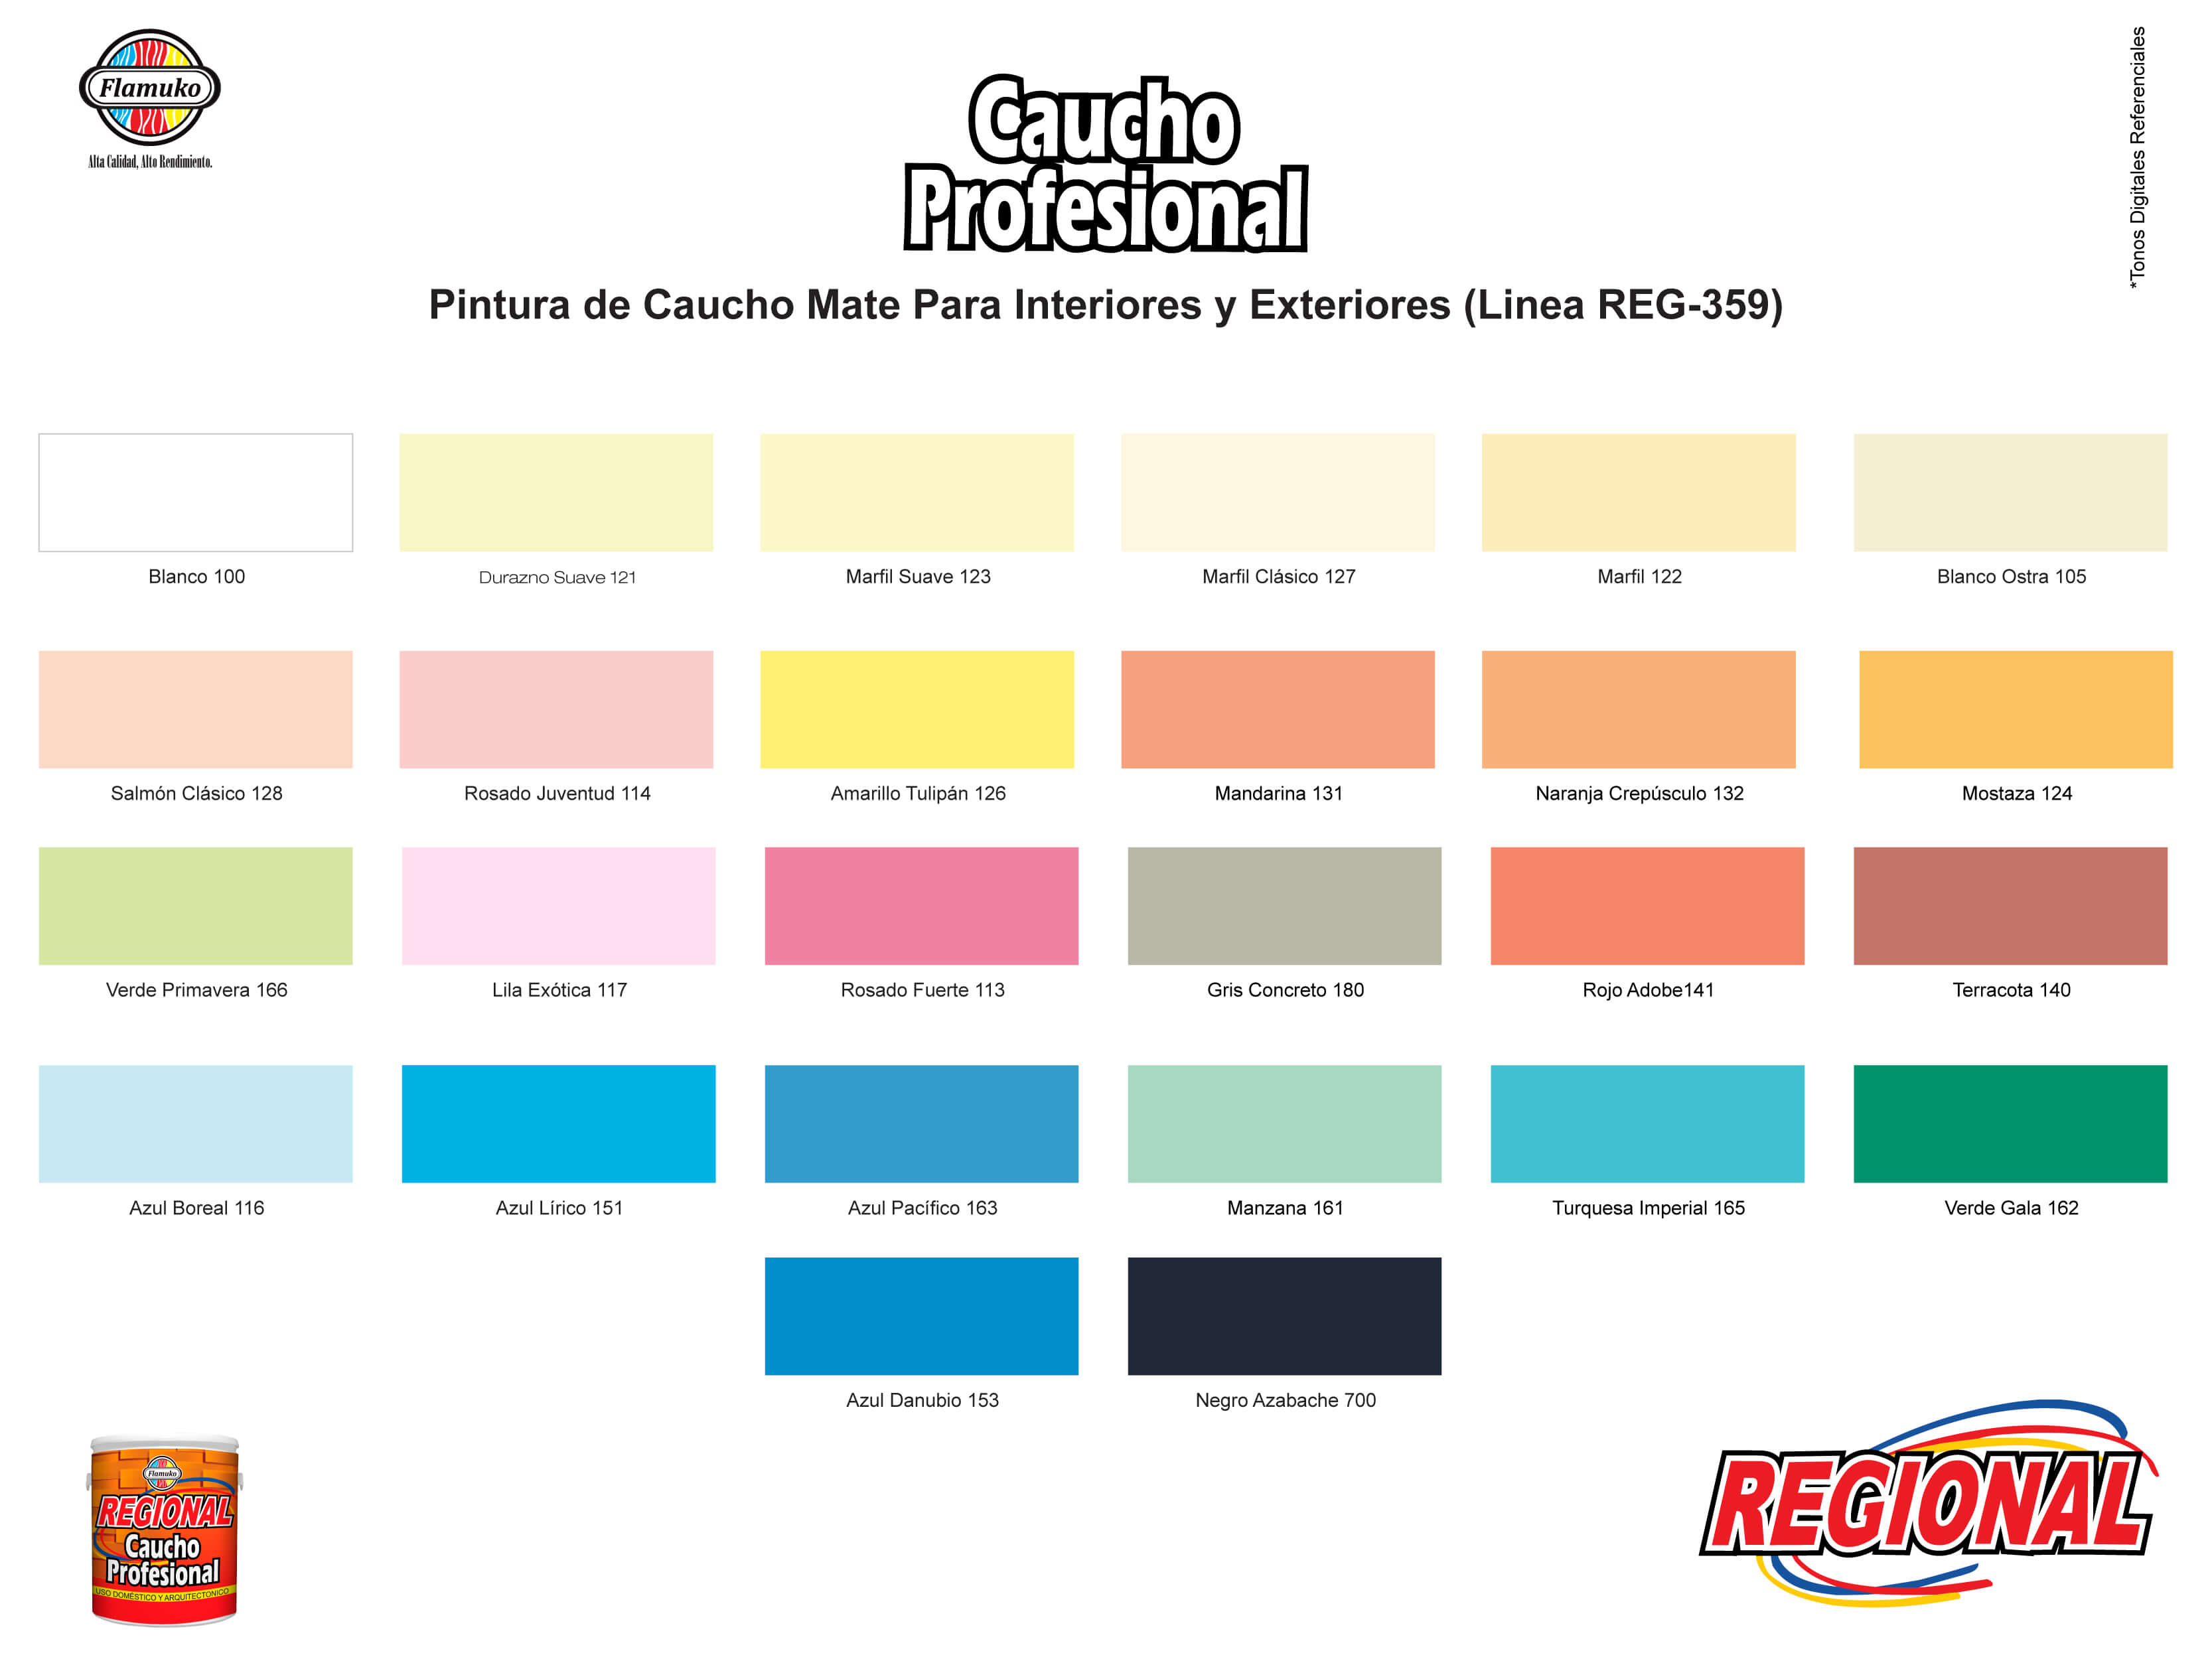 Flamuko
Alta Calidad, Alto Rendimiento.
*Tonos Digitales Referenciales
Caucho
Profesional
Pintura de Caucho Mate Para Interiores y Exteriores (Linea REG-359)
Blanco 100
Durazno Suave 121
Marfil Suave 123
Marfil Clásico 127
Marfil 122
Blanco Ostra 105
Salmón Clásico 128
Rosado Juventud 114
Amarillo Tulipán 126
Mandarina 131
Naranja Crepúsculo 132
Mostaza 124
Verde Primavera 166
Lila Exótica 117
Rosado Fuerte 113
Gris Concreto 180
Rojo Adobe141
Terracota 140
Azul Boreal 116
Azul Lírico 151
Azul Pacífico 163
Manzana 161
Turquesa Imperial 165
Verde Gala 162
Azul Danubio 153
Negro Azabache 700
Flamuko
REGIONAL
Caucho
Profesional
USO DOMÉSTICO Y ARQUITECTONICO
REGIONAL